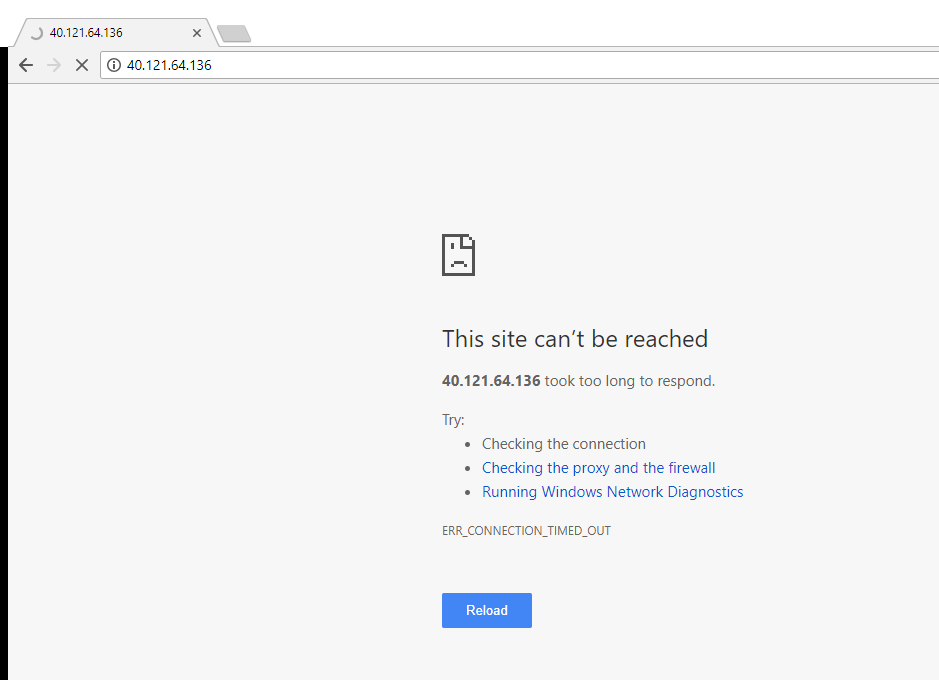 40.121.64.136
40.121.64.136
This site can’t be reached
40.121.64.136 took too long to respond.
Try:
Checking the connection
Checking the proxy and the firewall
Running Windows Network Diagnostics
ERR_CONNECTION_TIMED_OUT
Reload